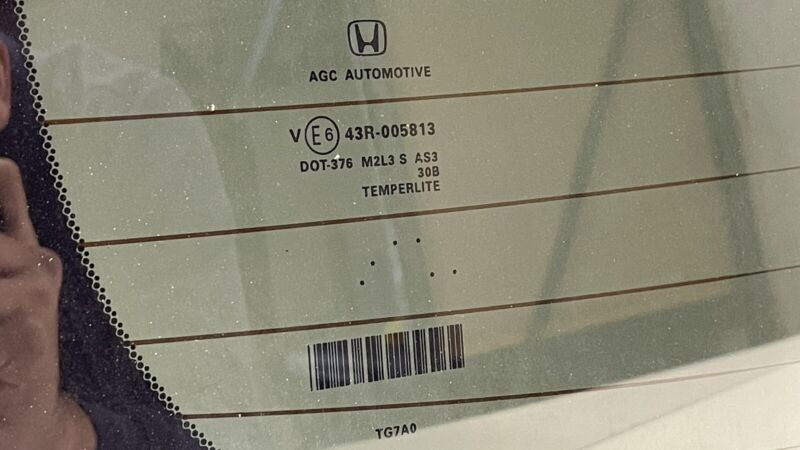 AGC AUTOMOTIVE
V E6 43R-005813
DOT-376 M2L3 S AS3
30B
TEMPERLITE
TG7A0